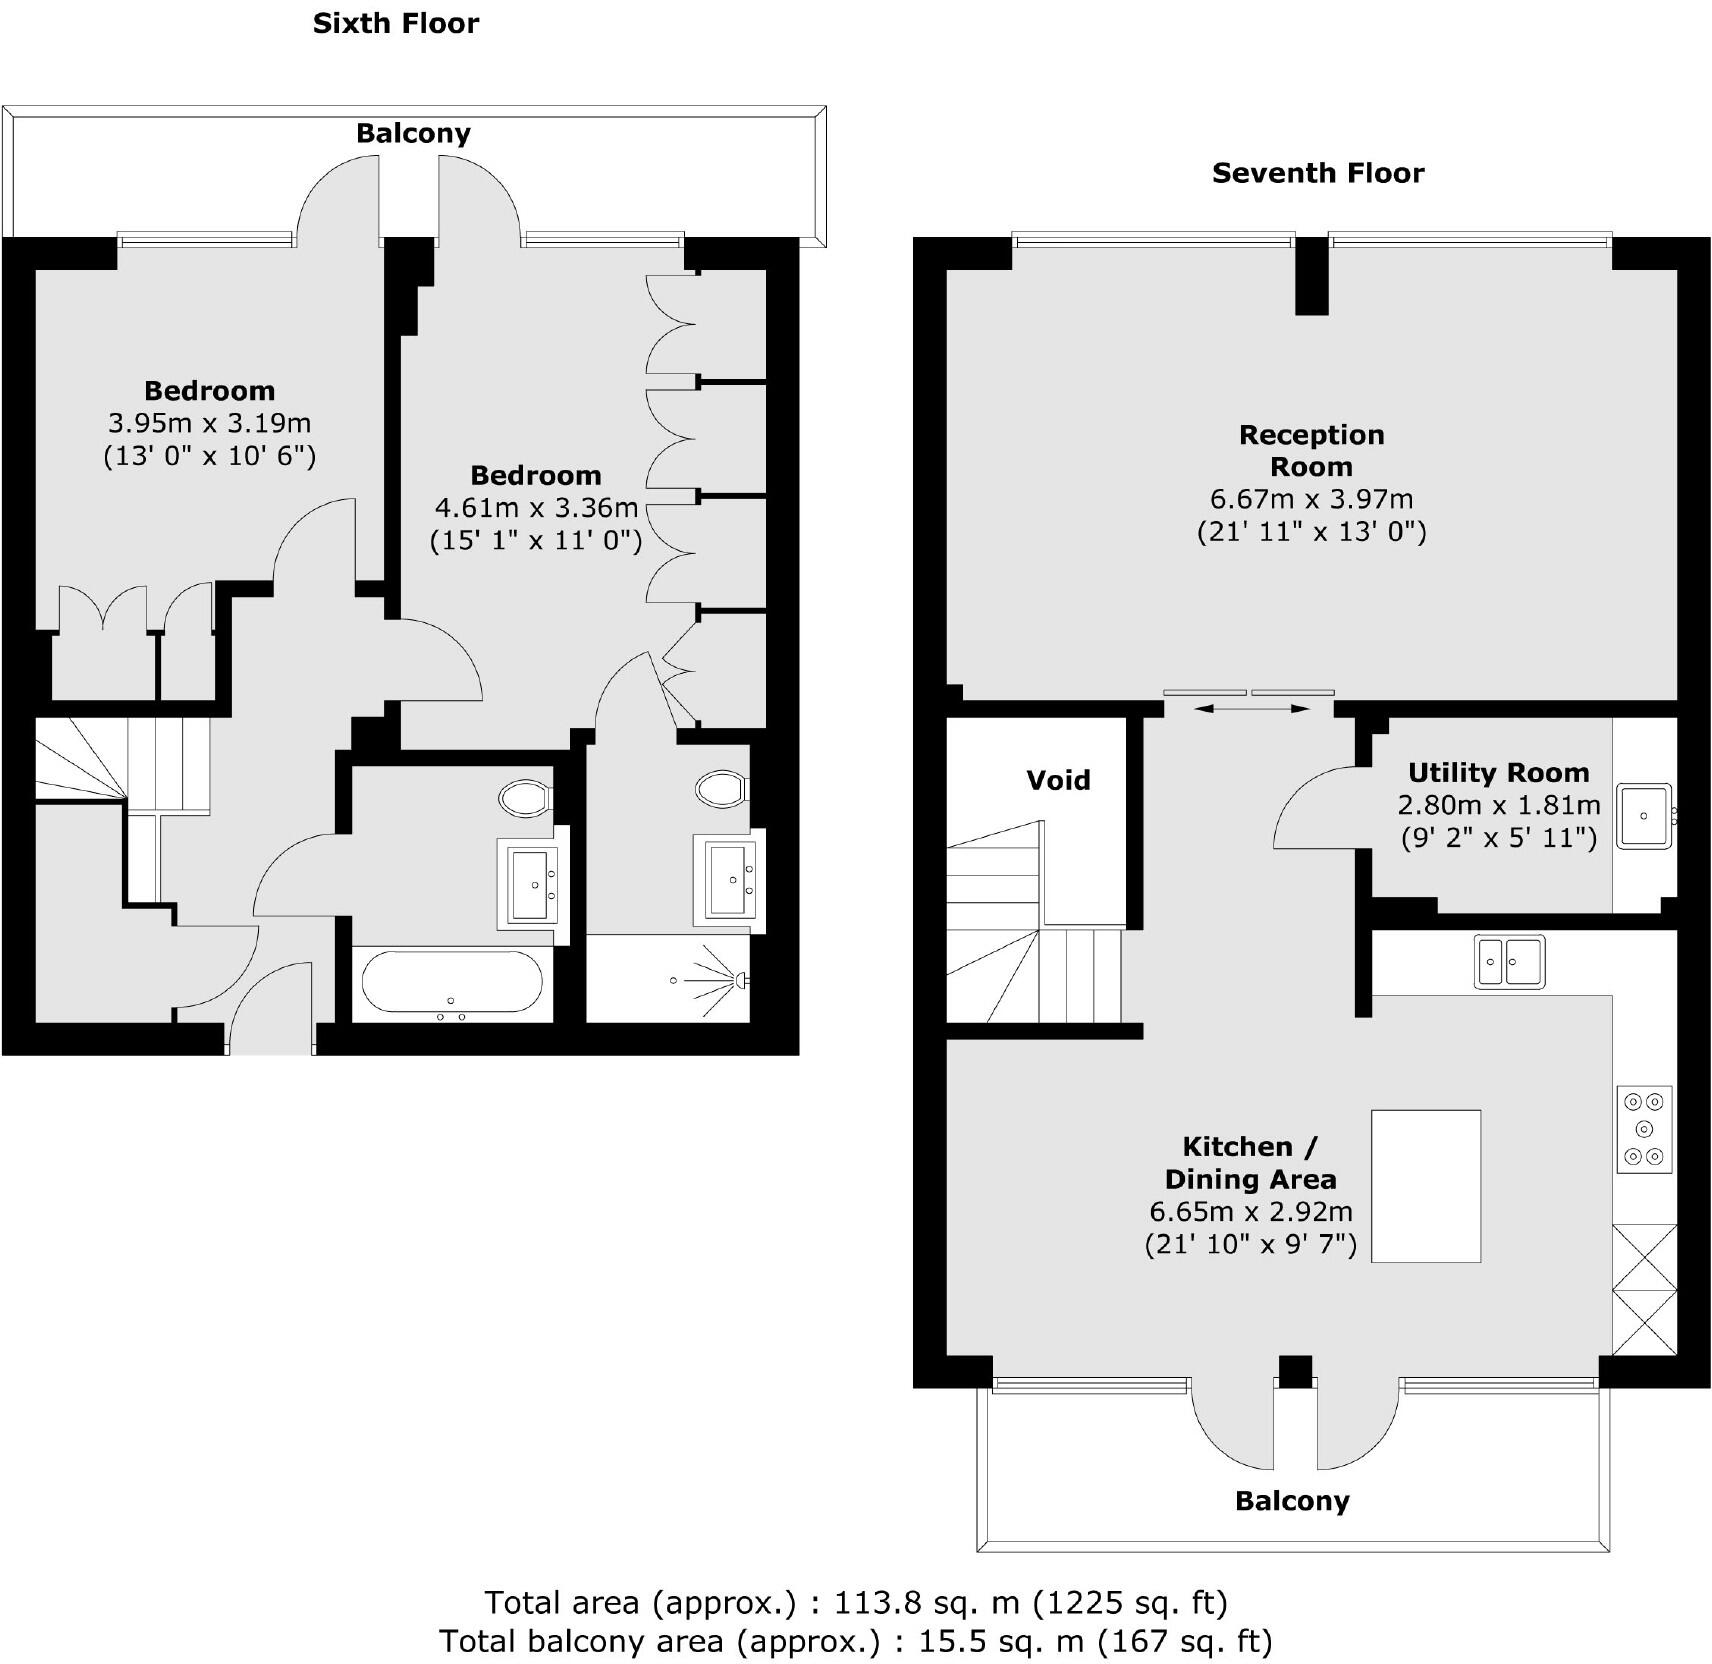 Sixth Floor
Balcony
Bedroom
3.95m x 3.19m
(13' 0" x 10' 6")
Bedroom
4.61m x 3.36m
(15' 1" x 11' 0")
Seventh Floor
Reception
Room
6.67m x 3.97m
(21' 11" x 13' 0")
Void
Utility Room
2.80m x 1.81m
(9' 2" x 5' 11")
Kitchen /
Dining Area
6.65m x 2.92m
(21' 10" x 9' 7")
Balcony
Total area (approx.) : 113.8 sq. m (1225 sq. ft)
Total balcony area (approx.) : 15.5 sq. m (167 sq. ft)